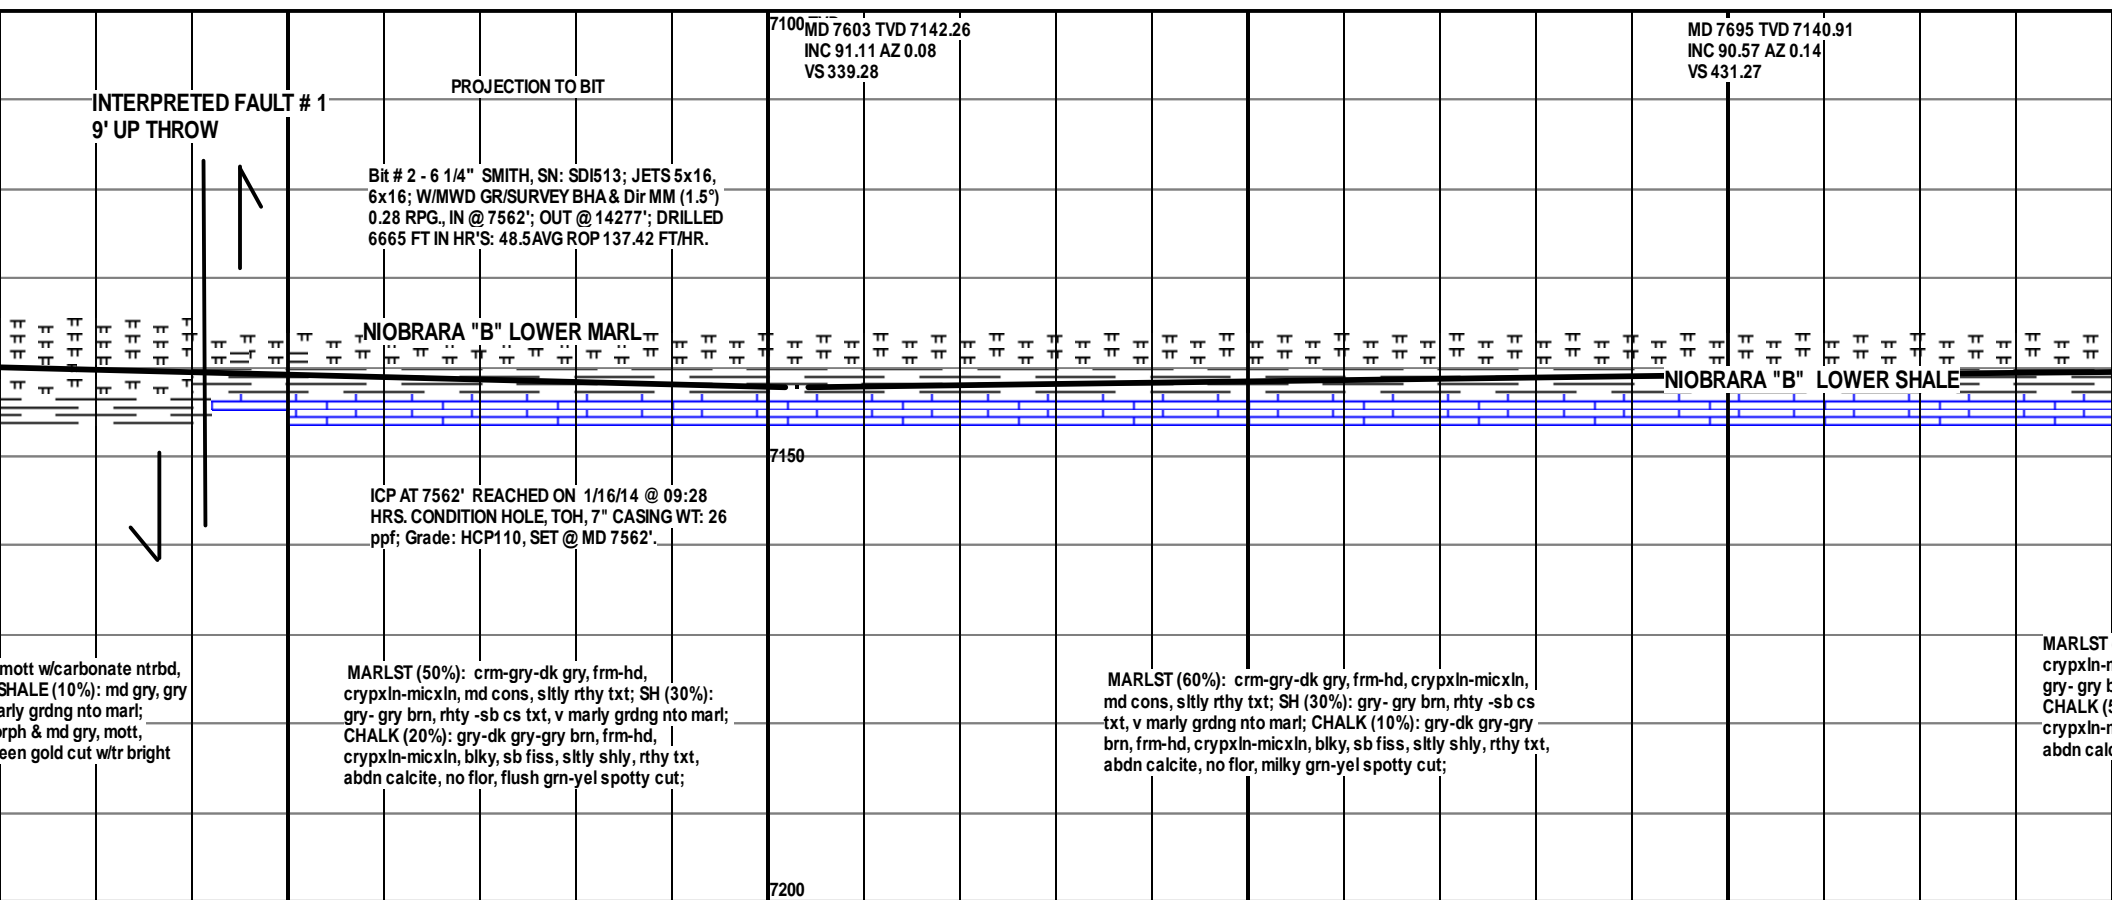 7100
MD 7603 TVD 7142.26
INC 91.11 AZ 0.08
VS 339.28
MD 7695 TVD 7140.91
INC 90.57 AZ 0.14
VS 431.27
PROJECTION TO BIT
INTERPRETED FAULT # 1
9' UP THROW
Bit # 2 - 6 1/4" SMITH, SN: SDI513; JETS 5x16,
6x16; W/MWD GR/SURVEY BHA & Dir MM (1.5°)
0.28 RPG., IN @ 7562'; OUT @ 14277'; DRILLED
6665 FT IN HR'S: 48.5AVG ROP 137.42 FT/HR.
NIOBRARA "B" LOWER MARL
NIOBRARA "B" LOWER SHALE
7150
ICP AT 7562' REACHED ON 1/16/14 @ 09:28
HRS. CONDITION HOLE, TOH, 7" CASING WT: 26
ppf; Grade: HCP110, SET @ MD 7562'.
mott w/carbonate ntrbd,
SHALE (10%): md gry, gry
arly grdng nto marl;
orph & md gry, mott,
een gold cut w/tr bright
MARLST (50%): crm-gry-dk gry, frm-hd,
crypxln-micxln, md cons, sltly rthy txt; SH (30%):
gry- gry brn, rhty -sb cs txt, v marly grdng nto marl;
CHALK (20%): gry-dk gry-gry brn, frm-hd,
crypxln-micxln, blky, sb fiss, sltly shly, rthy txt,
abdn calcite, no flor, flush grn-yel spotty cut;
MARLST (60%): crm-gry-dk gry, frm-hd, crypxln-micxln,
md cons, sltly rthy txt; SH (30%): gry- gry brn, rhty -sb cs
txt, v marly grdng nto marl; CHALK (10%): gry-dk gry-gry
brn, frm-hd, crypxln-micxln, blky, sb fiss, sltly shly, rthy txt,
abdn calcite, no flor, milky grn-yel spotty cut;
MARLST
crypxln-m
gry- gry b
CHALK (5
crypxln-m
abdn calc
7200